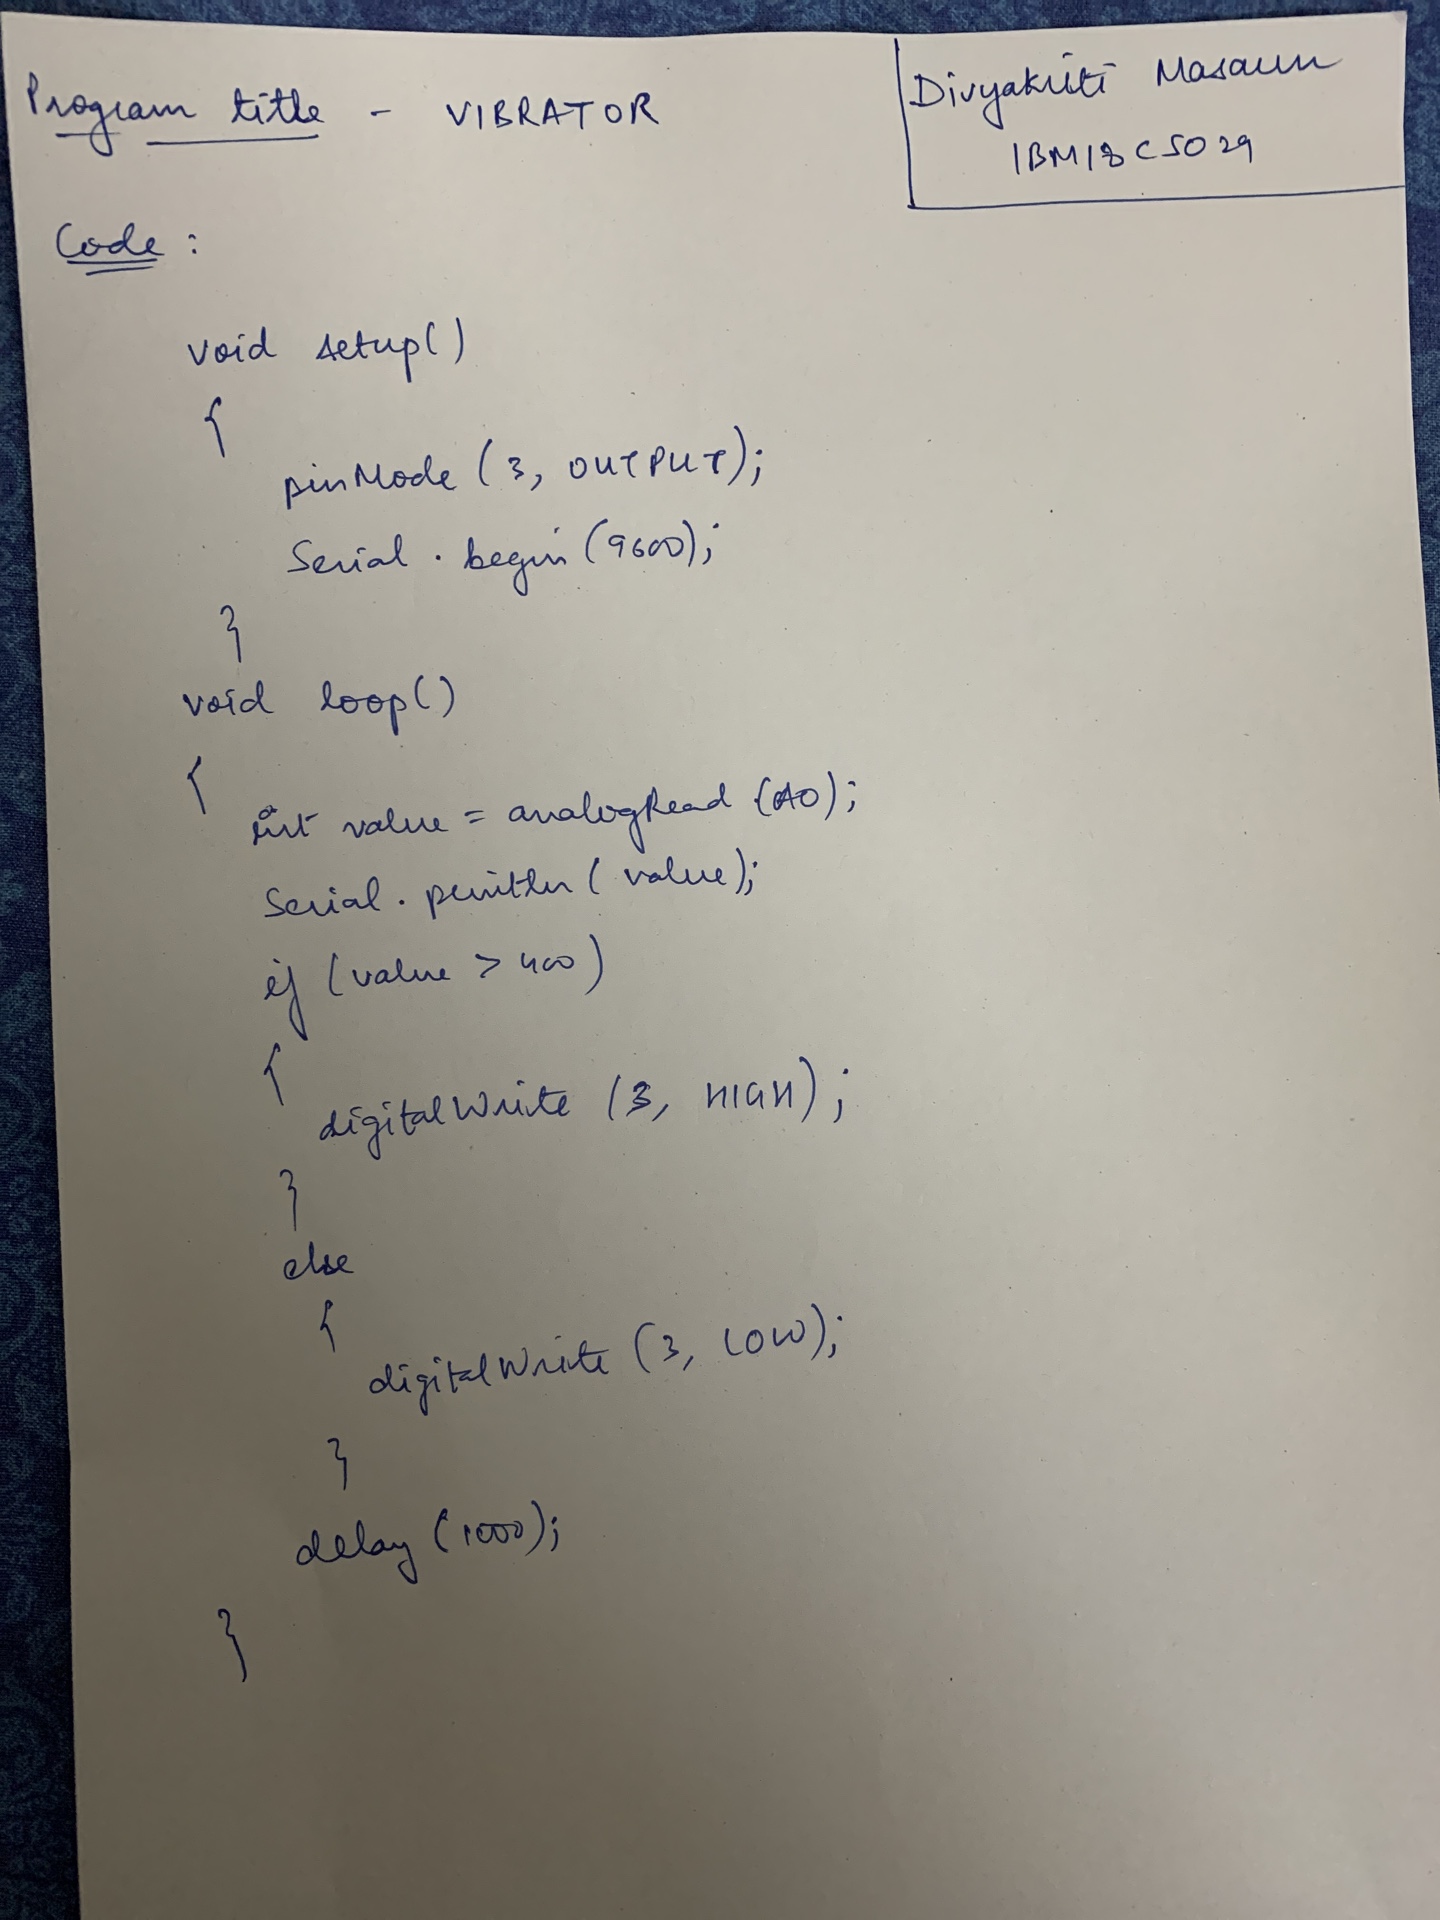 Program title - VIBRATOR
Divyakriti Masaun
1BM18CS029
Code :
void setup()
{
pinMode (3, OUTPUT);
Serial . begin (9600);
}
void loop()
{
int value = analogRead (A0);
Serial . println ( value);
if (value > 400)
{
digitalWrite (3, HIGH) ;
}
else
{
digitalWrite (3, LOW);
}
delay (1000);
}